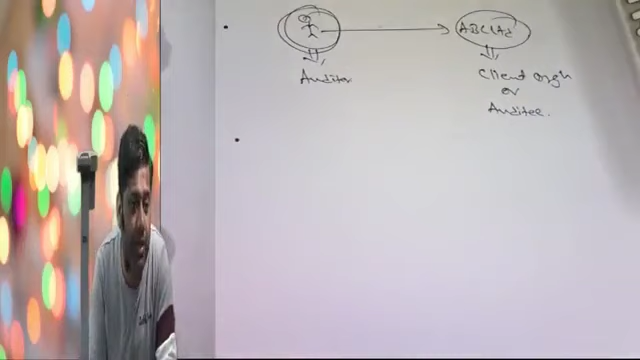 Auditor
ABC Ltd
Client orgn
or
Auditee.